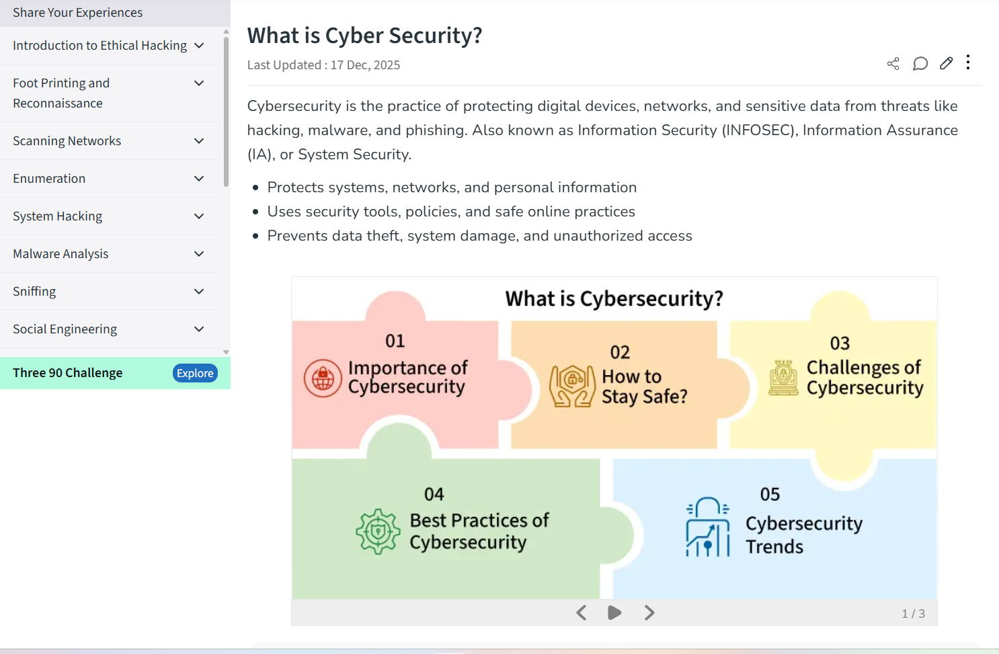 Share Your Experiences
Introduction to Ethical Hacking
Foot Printing and
Reconnaissance
Scanning Networks
Enumeration
System Hacking
Malware Analysis
Sniffing
Social Engineering
Three 90 Challenge
Explore
What is Cyber Security?
Last Updated : 17 Dec, 2025
Cybersecurity is the practice of protecting digital devices, networks, and sensitive data from threats like
hacking, malware, and phishing. Also known as Information Security (INFOSEC), Information Assurance
(IA), or System Security.
• Protects systems, networks, and personal information
• Uses security tools, policies, and safe online practices
• Prevents data theft, system damage, and unauthorized access
What is Cybersecurity?
01
Importance of
Cybersecurity
02
How to
Stay Safe?
03
Challenges of
Cybersecurity
04
Best Practices of
Cybersecurity
05
Cybersecurity
Trends
1 / 3